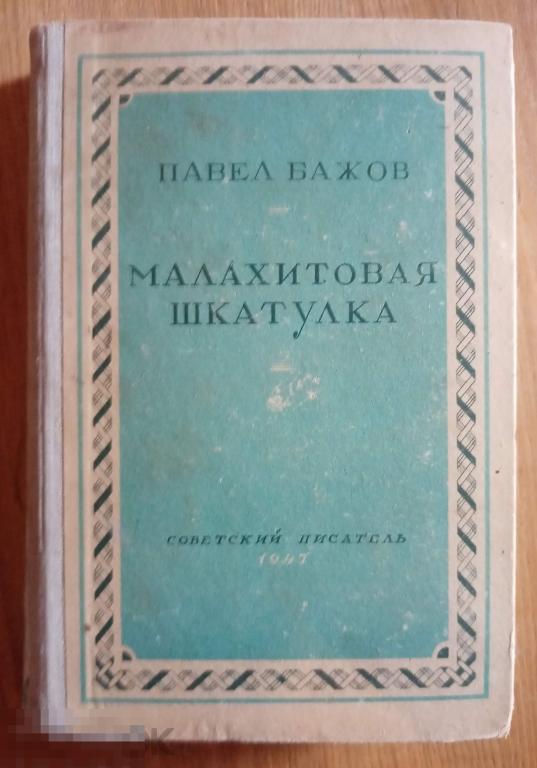 ПАВЕЛ БАЖОВ
МАЛАХИТОВАЯ
ШКАТУЛКА
СОВЕТСКИЙ ПИСАТЕЛЬ
1947